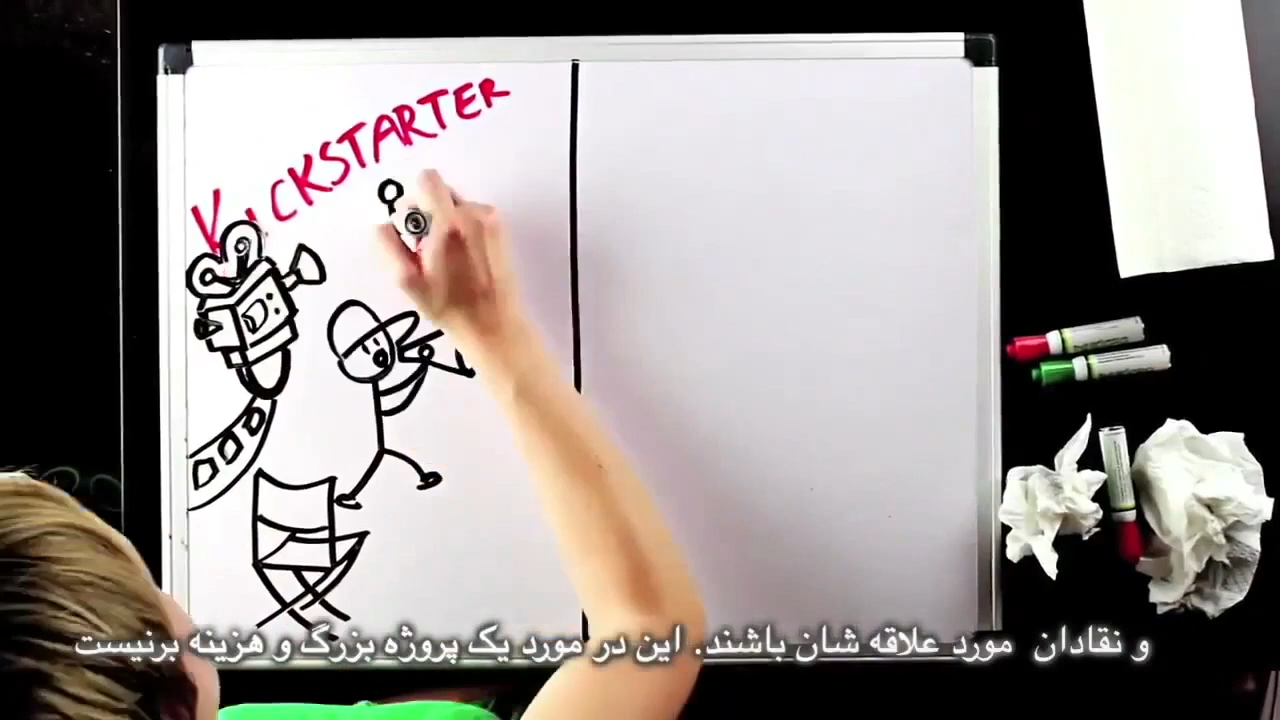 KICKSTARTER
و نقادان مورد علاقه شان باشند. این در مورد یک پروژه بزرگ و هزینه برنیست